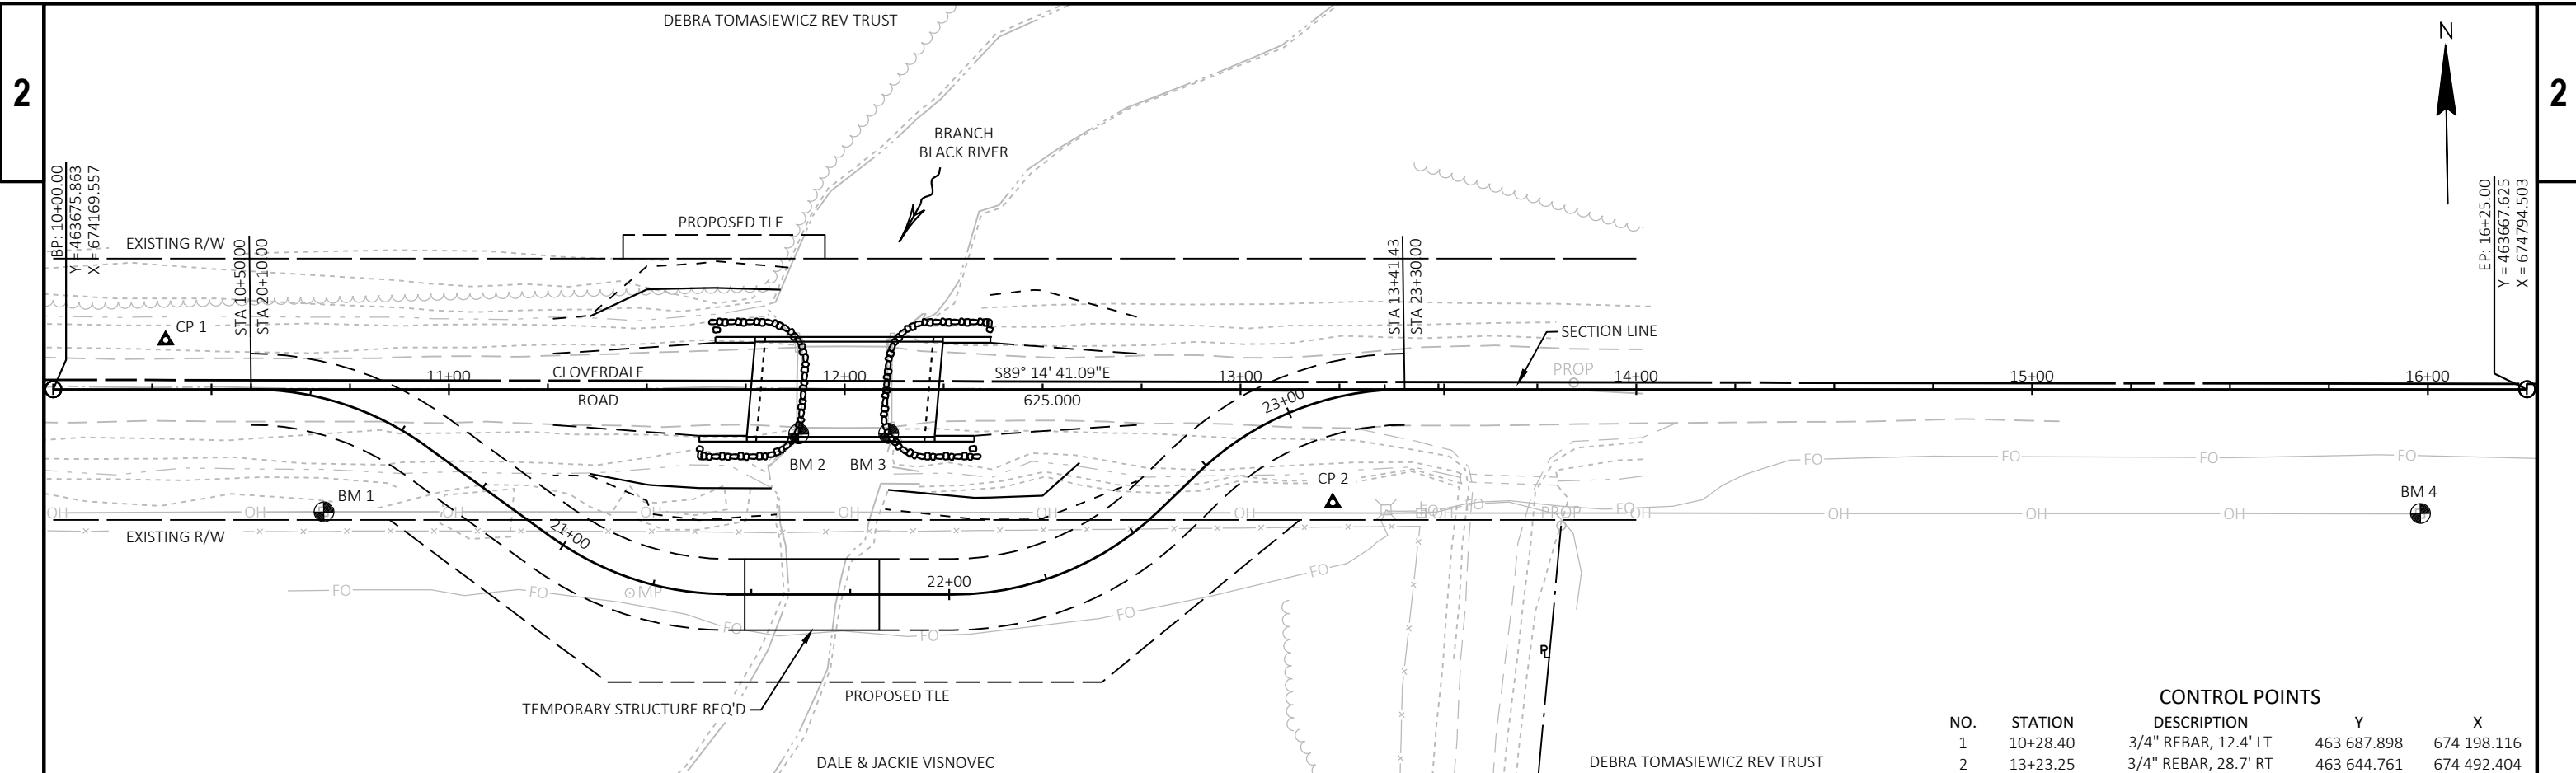 DEBRA TOMASIEWICZ REV TRUST
2
2
N
BRANCH
BLACK RIVER
BP: 10+00.00
Y = 463675.863
X = 674169.557
EXISTING R/W
STA 10+50.00
STA 20+10.00
PROPOSED TLE
STA 13+41.43
STA 23+30.00
EP: 16+25.00
Y = 463667.625
X = 674794.503
CP 1
SECTION LINE
11+00
CLOVERDALE
12+00
S89° 14' 41.09"E
13+00
PROP
14+00
15+00
16+00
ROAD
625.000
23+00
BM 2
BM 3
CP 2
FO
FO
FO
FO
BM 1
BM 4
OH
OH
OH
OH
OH
OH
OH
FO
OH
FO
PROP
FO
OH
OH
OH
OH
EXISTING R/W
21+00
FO
22+00
FO
FO
MP
FO
FO
FO
PL
PROPOSED TLE
TEMPORARY STRUCTURE REQ'D
DALE & JACKIE VISNOVEC
DEBRA TOMASIEWICZ REV TRUST
CONTROL POINTS
NO. STATION DESCRIPTION Y X
1 10+28.40 3/4" REBAR, 12.4' LT 463 687.898 674 198.116
2 13+23.25 3/4" REBAR, 28.7' RT 463 644.761 674 492.404